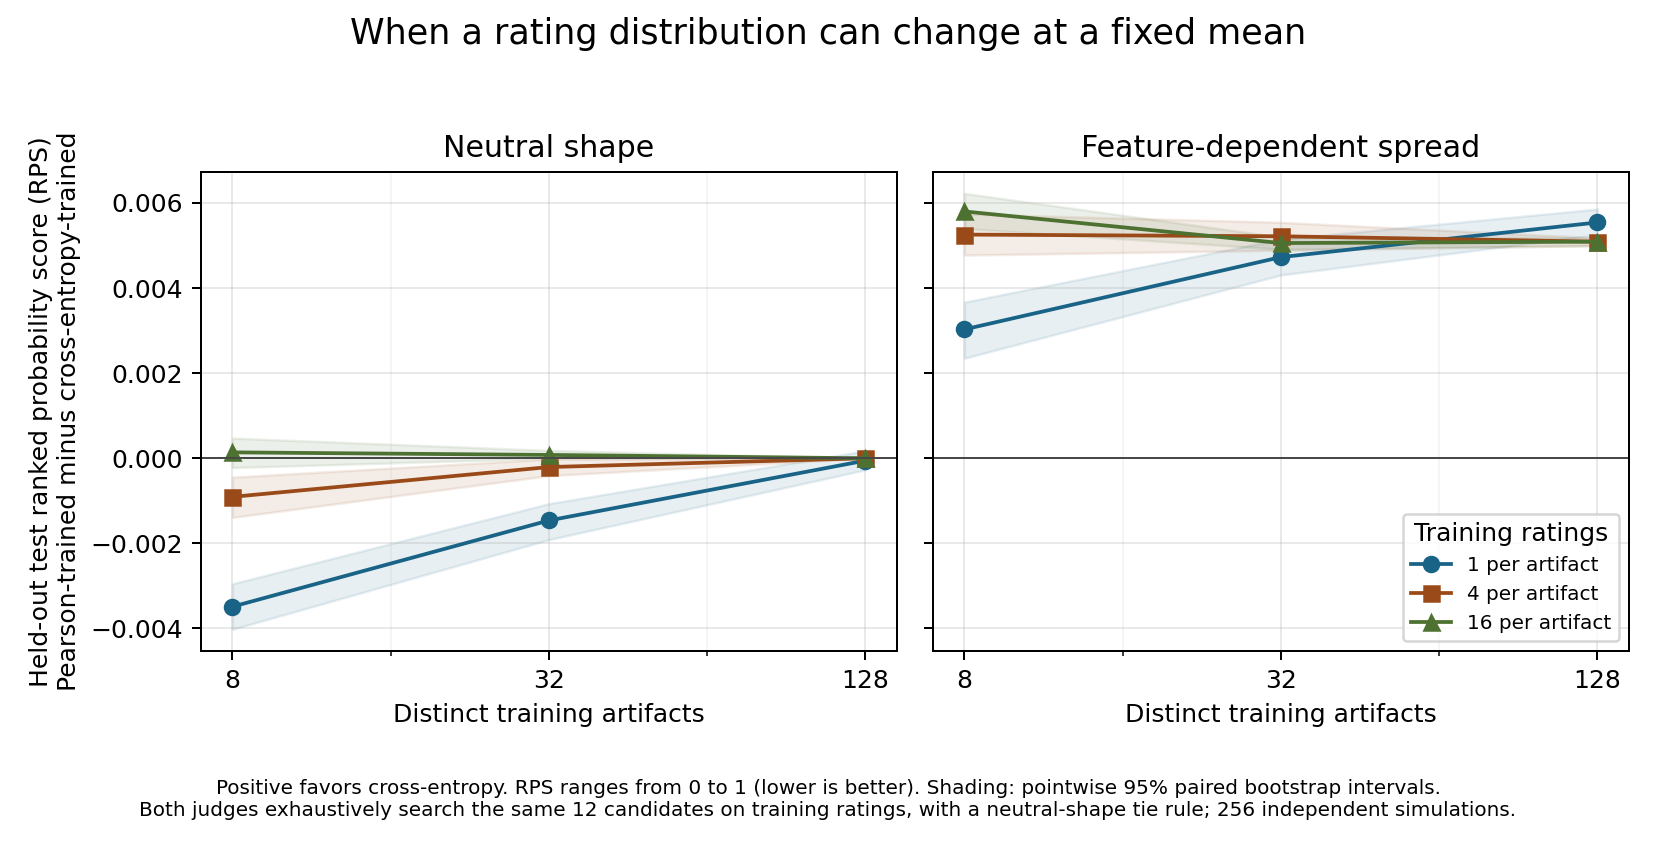 When a rating distribution can change at a fixed mean
Held-out test ranked probability score (RPS)
Pearson-trained minus cross-entropy-trained
Neutral shape
0.006
0.004
0.002
0.000
−0.002
−0.004
8
32
128
Distinct training artifacts
Feature-dependent spread
Training ratings
1 per artifact
4 per artifact
16 per artifact
8
32
128
Distinct training artifacts
Positive favors cross-entropy. RPS ranges from 0 to 1 (lower is better). Shading: pointwise 95% paired bootstrap intervals.
Both judges exhaustively search the same 12 candidates on training ratings, with a neutral-shape tie rule; 256 independent simulations.